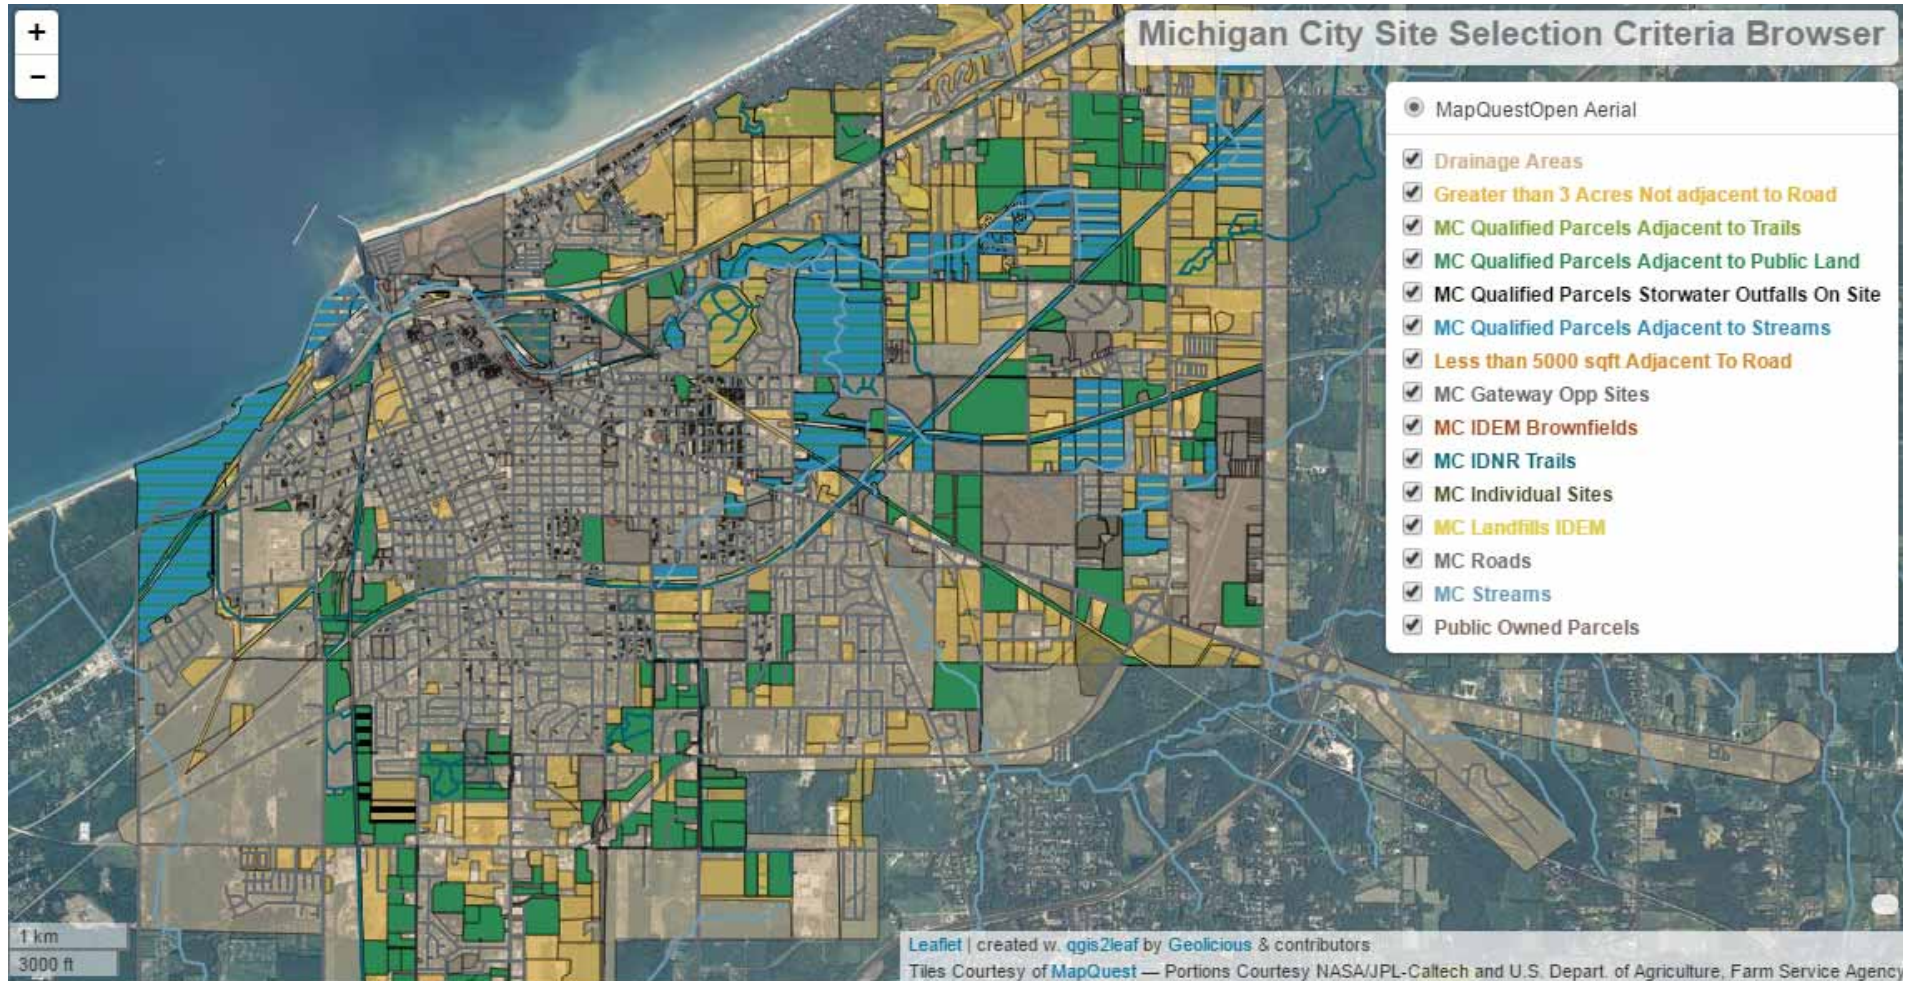 +
Michigan City Site Selection Criteria Browser
−
MapQuestOpen Aerial
Drainage Areas
Greater than 3 Acres Not adjacent to Road
MC Qualified Parcels Adjacent to Trails
MC Qualified Parcels Adjacent to Public Land
MC Qualified Parcels Storwater Outfalls On Site
MC Qualified Parcels Adjacent to Streams
Less than 5000 sqft Adjacent To Road
MC Gateway Opp Sites
MC IDEM Brownfields
MC IDNR Trails
MC Individual Sites
MC Landfills IDEM
MC Roads
MC Streams
Public Owned Parcels
1 km
3000 ft
Leaflet | created w. qgis2leaf by Geolicious & contributors
Tiles Courtesy of MapQuest — Portions Courtesy NASA/JPL-Caltech and U.S. Depart. of Agriculture, Farm Service Agency